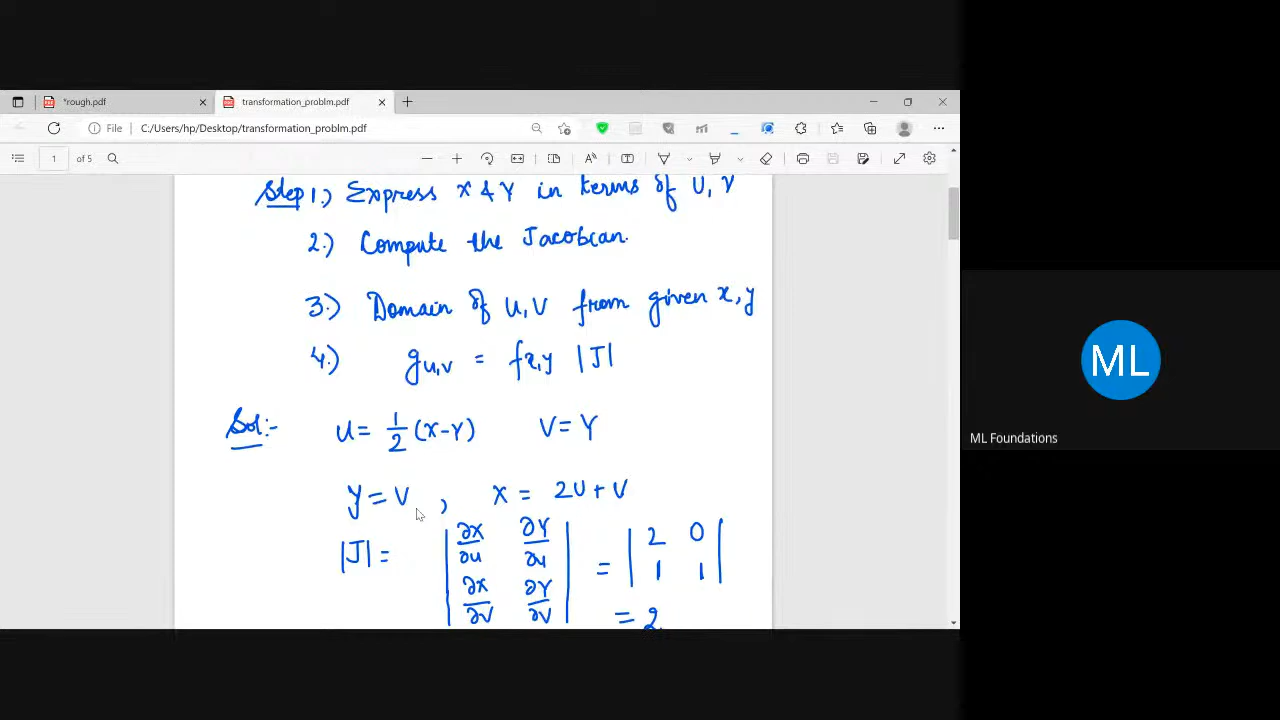 *rough.pdf
transformation_problm.pdf
File
C:/Users/hp/Desktop/transformation_problm.pdf
1 of 5
Step 1.) Express X & Y in terms of U, V
2.) Compute the Jacobian.
3.) Domain of U, V from given x, y
4.) gu,v = fx,y |J|
Sol:- U = 1/2 (X-Y) V = Y
Y = V , X = 2U + V
|J| = | ∂X/∂u ∂Y/∂u | = | 2 0 |
| ∂X/∂V ∂Y/∂V | | 1 1 |
= 2
ML
ML Foundations